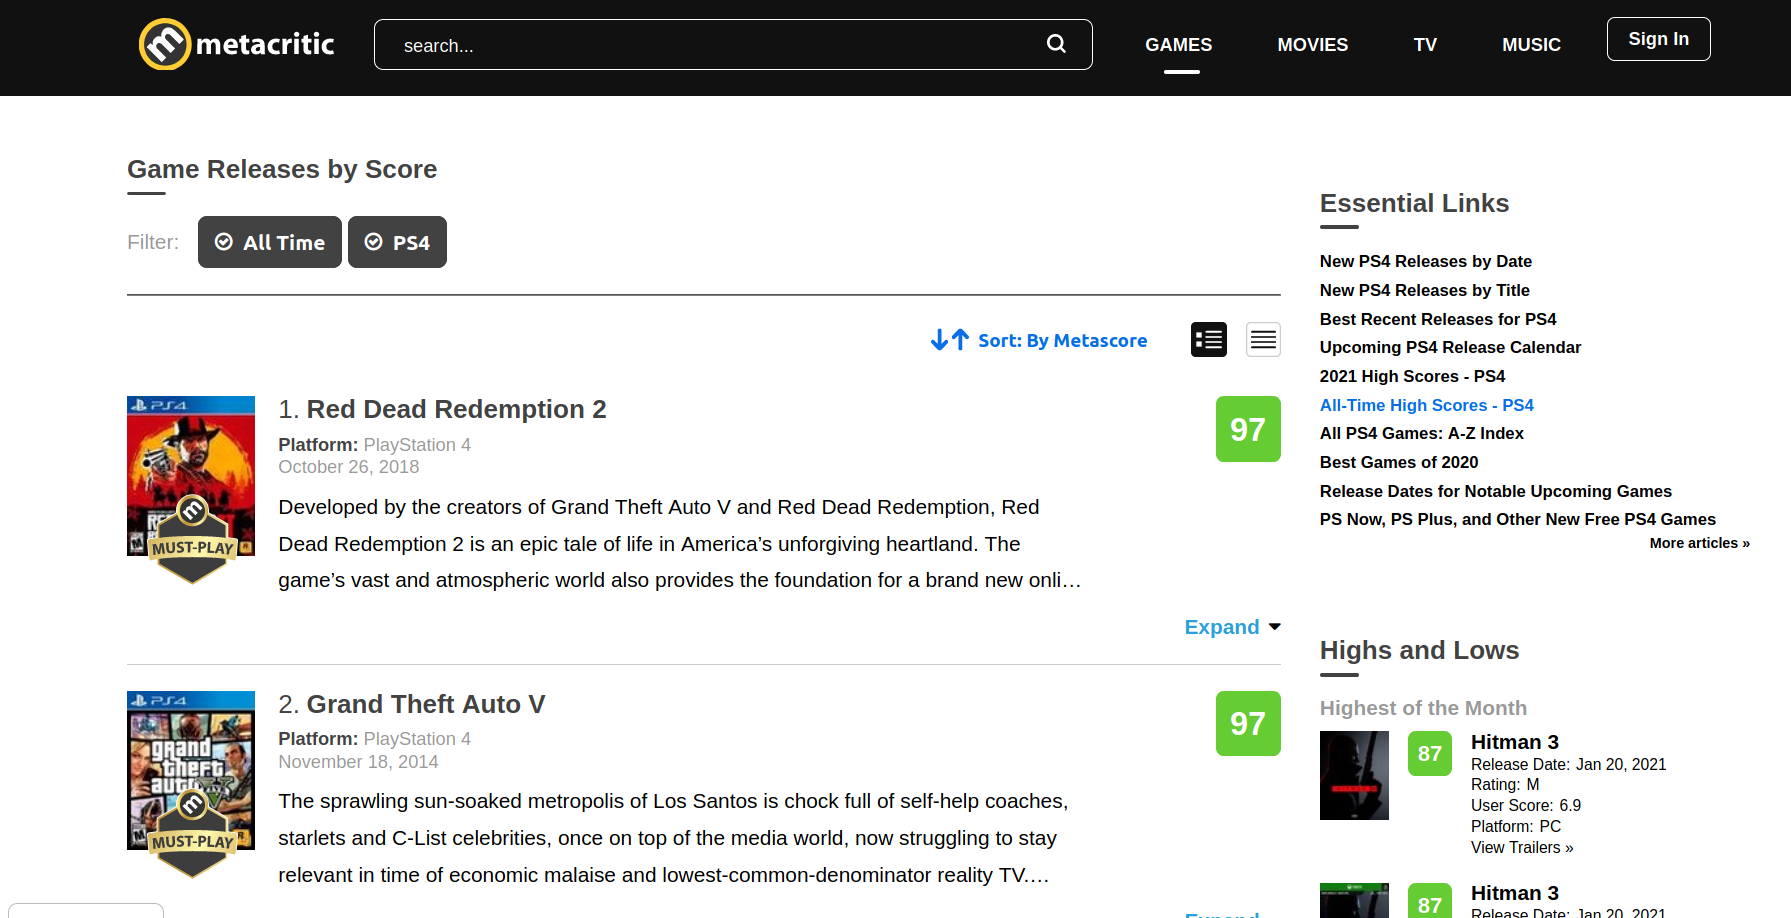 metacritic
search...
GAMES
MOVIES
TV
MUSIC
Sign In
Game Releases by Score
Filter:
All Time
PS4
Sort: By Metascore
PS4
MUST-PLAY
1. Red Dead Redemption 2
Platform: PlayStation 4
October 26, 2018
97
Developed by the creators of Grand Theft Auto V and Red Dead Redemption, Red
Dead Redemption 2 is an epic tale of life in America’s unforgiving heartland. The
game’s vast and atmospheric world also provides the foundation for a brand new onli…
Expand
PS4
grand
theft
auto
MUST-PLAY
2. Grand Theft Auto V
Platform: PlayStation 4
November 18, 2014
97
The sprawling sun-soaked metropolis of Los Santos is chock full of self-help coaches,
starlets and C-List celebrities, once on top of the media world, now struggling to stay
relevant in time of economic malaise and lowest-common-denominator reality TV.…
Expand
Essential Links
New PS4 Releases by Date
New PS4 Releases by Title
Best Recent Releases for PS4
Upcoming PS4 Release Calendar
2021 High Scores - PS4
All-Time High Scores - PS4
All PS4 Games: A-Z Index
Best Games of 2020
Release Dates for Notable Upcoming Games
PS Now, PS Plus, and Other New Free PS4 Games
More articles »
Highs and Lows
Highest of the Month
87
Hitman 3
Release Date: Jan 20, 2021
Rating: M
User Score: 6.9
Platform: PC
View Trailers »
87
Hitman 3
Release Date: Jan 20, 2021